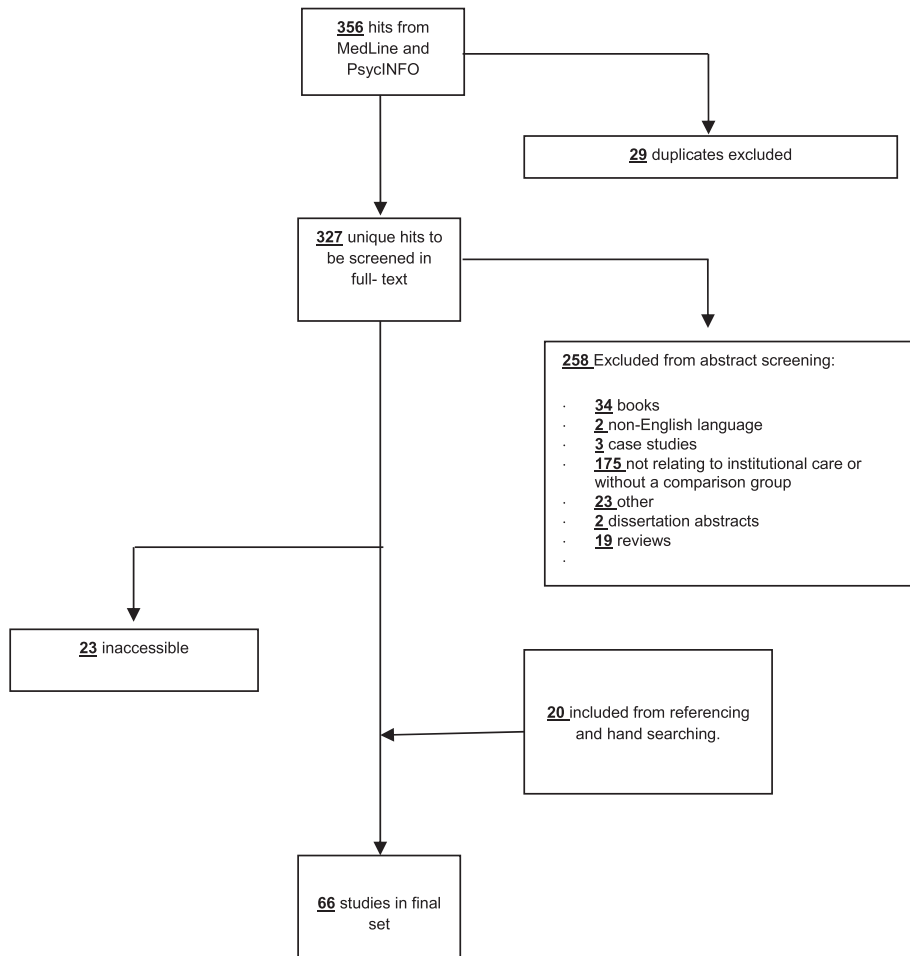 356 hits from
MedLine and
PsycINFO
29 duplicates excluded
327 unique hits to
be screened in
full- text
258 Excluded from abstract screening:
· 34 books
· 2 non-English language
· 3 case studies
· 175 not relating to institutional care or
without a comparison group
· 23 other
· 2 dissertation abstracts
· 19 reviews
·
23 inaccessible
20 included from referencing
and hand searching.
66 studies in final
set